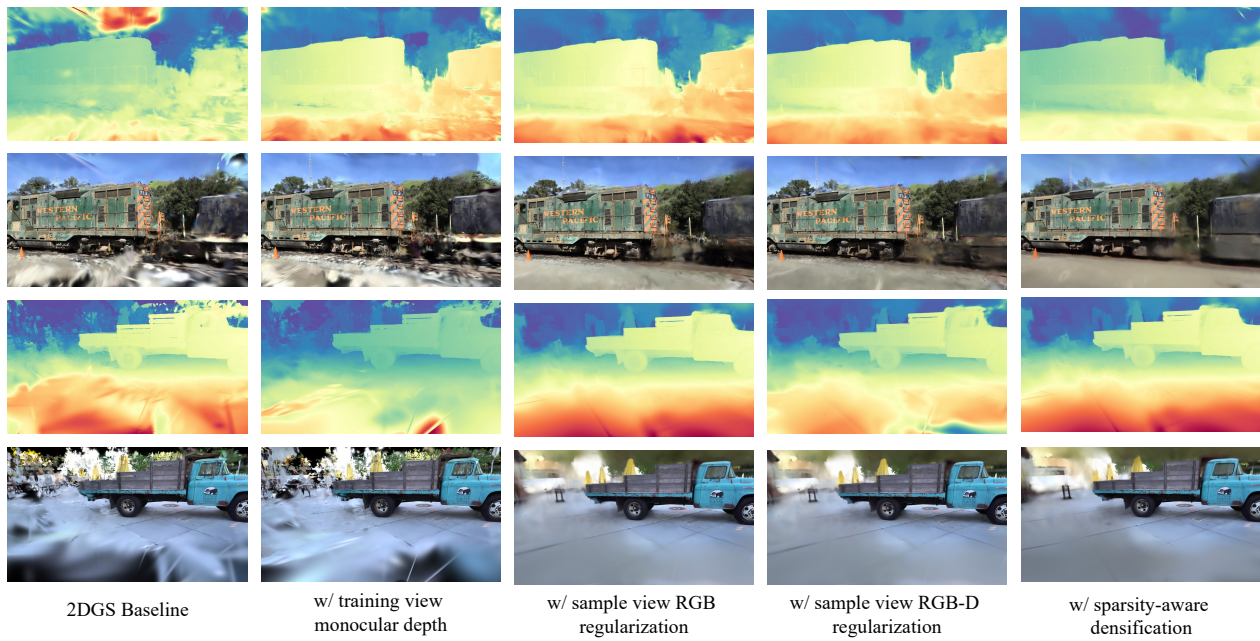 WESTERN
PACIFIC
WESTERN
PACIFIC
WESTERN
PACIFIC
WESTERN
PACIFIC
WESTERN
PACIFIC
2DGS Baseline
w/ training view
monocular depth
w/ sample view RGB
regularization
w/ sample view RGB-D
regularization
w/ sparsity-aware
densification